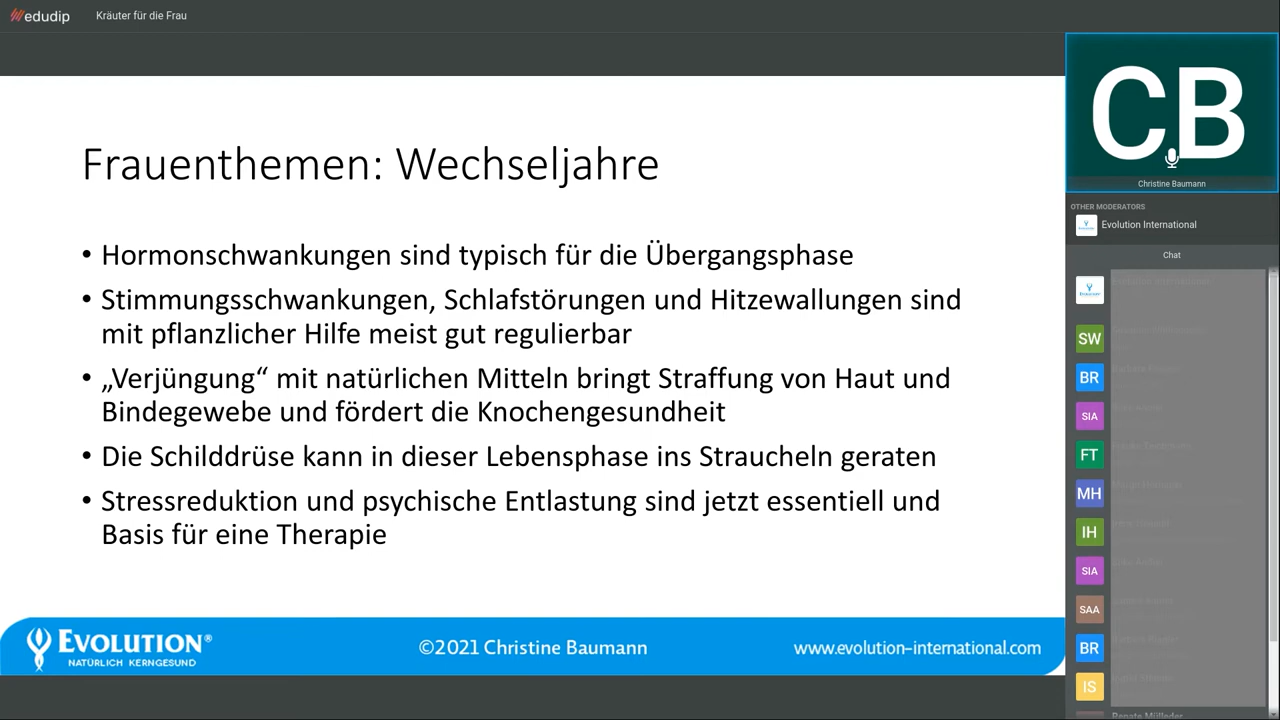 edudip
Kräuter für die Frau
Frauenthemen: Wechseljahre
• Hormonschwankungen sind typisch für die Übergangsphase
• Stimmungsschwankungen, Schlafstörungen und Hitzewallungen sind
mit pflanzlicher Hilfe meist gut regulierbar
• „Verjüngung“ mit natürlichen Mitteln bringt Straffung von Haut und
Bindegewebe und fördert die Knochengesundheit
• Die Schilddrüse kann in dieser Lebensphase ins Straucheln geraten
• Stressreduktion und psychische Entlastung sind jetzt essentiell und
Basis für eine Therapie
EVOLUTION®
NATÜRLICH KERNGESUND
©2021 Christine Baumann
www.evolution-international.com
CB
Christine Baumann
OTHER MODERATORS
Evolution International
Chat
EVOLUTION
SW
BR
SIA
FT
MH
IH
SIA
SAA
BR
IS